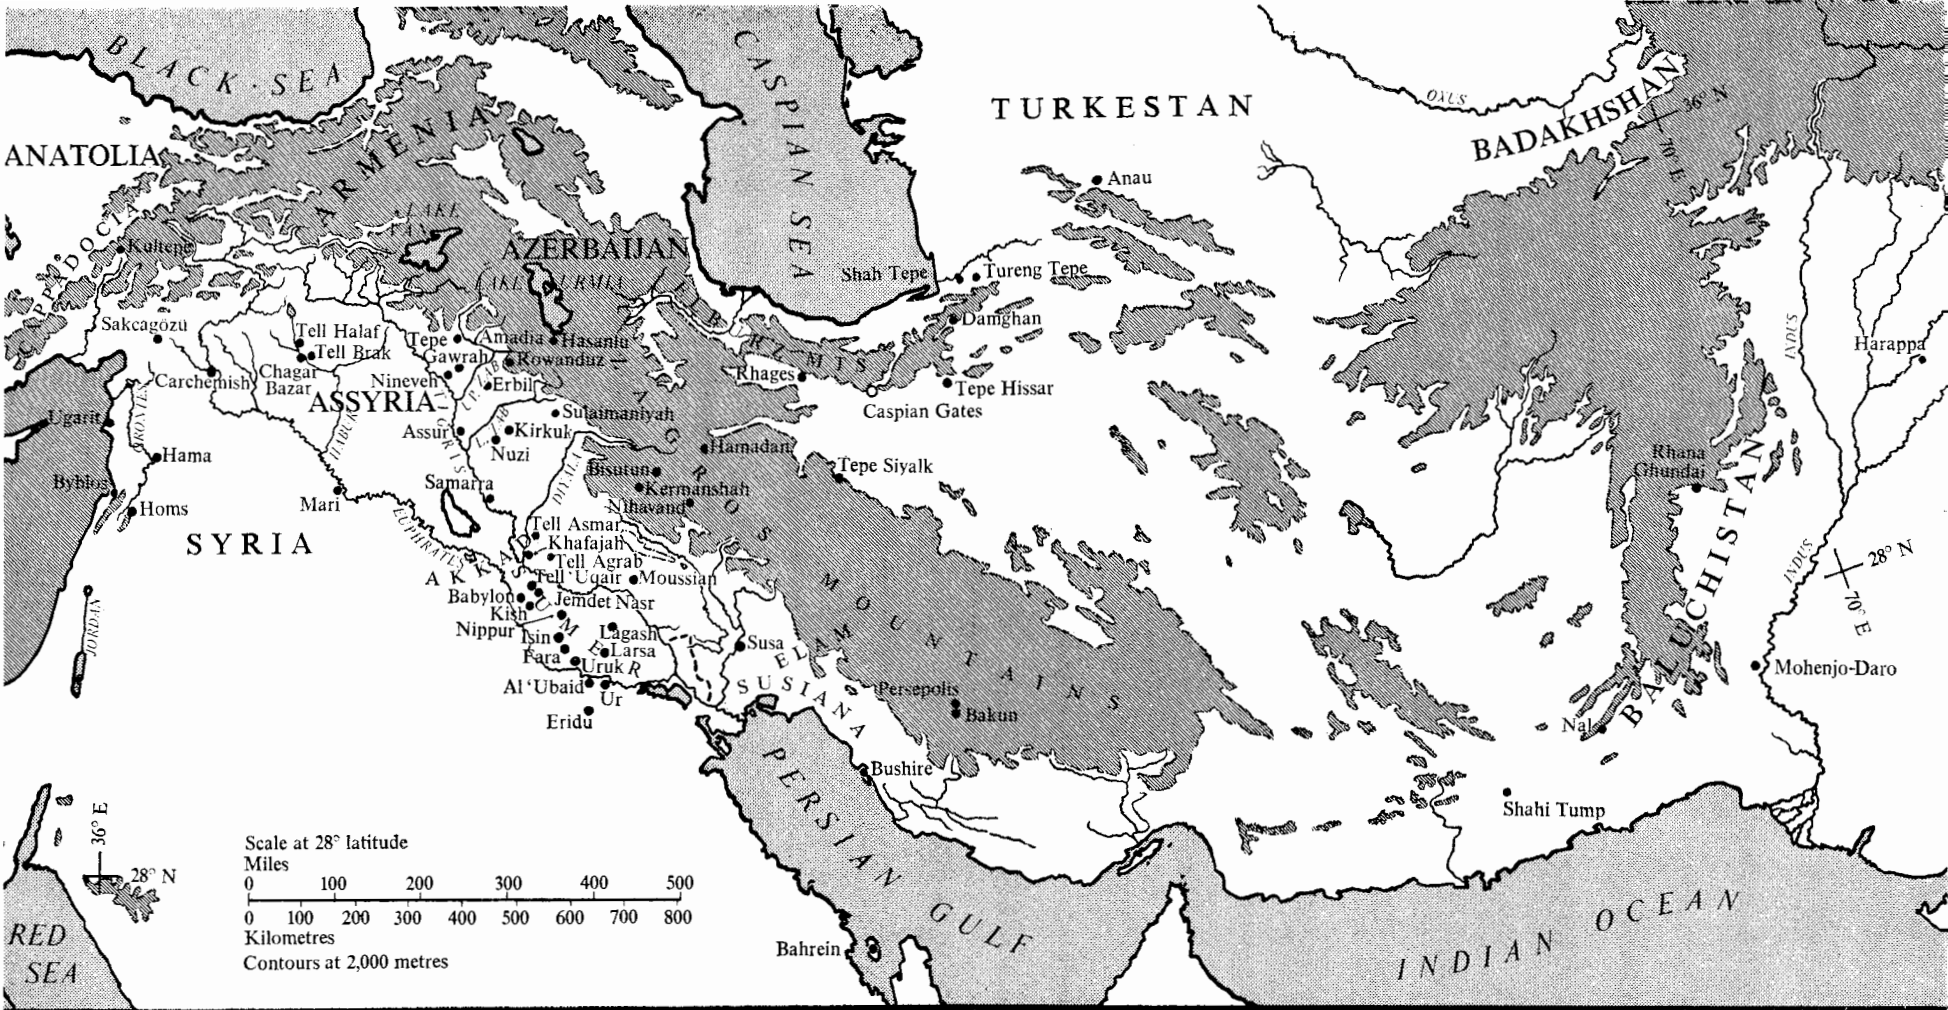 BLACK·SEA
CASPIAN SEA
TURKESTAN
OXUS
BADAKHSHAN
36° N
70° E
ANATOLIA
ARMENIA
CAPPADOCIA
Kultepe
LAKE
VAN
AZERBAIJAN
LAKE URMIA
Anau
Shah Tepe
Tureng Tepe
Damghan
ELBURZ MTS
Rhages
Caspian Gates
Tepe Hissar
Sakcagözü
Tell Halaf
Tell Brak
Chagar
Bazar
Carchemish
Tepe
Gawrah
Amadia
Hasanlu
Rowanduz
Nineveh
UP. ZAB
Erbil
ASSYRIA
TIGRIS
Sulaimaniyah
Assur
L. ZAB
Kirkuk
Nuzi
Ugarit
ORONTES
HABUR
Hama
Byblos
Homs
Mari
Samarra
DIYALA
Hamadan
Bisutun
Kermanshah
Nihavand
Tepe Siyalk
ZAGROS MOUNTAINS
SYRIA
EUPHRATES
JORDAN
AKKAD
Tell Asmar
Khafajah
Tell Agrab
Tell ‘Uqair
Moussian
Babylon
Jemdet Nasr
Kish
SUMER
Nippur
Isin
Lagash
Larsa
Fara
Uruk
Al ‘Ubaid
Ur
Eridu
Susa
ELAM
SUSIANA
Persepolis
Bakun
Bushire
PERSIAN GULF
Bahrein
Rhana
Ghundai
BALUCHISTAN
INDUS
Harappa
INDUS
28° N
70° E
Mohenjo-Daro
Nal
Shahi Tump
INDIAN OCEAN
36° E
28° N
RED
SEA
Scale at 28° latitude
Miles
0 100 200 300 400 500
0 100 200 300 400 500 600 700 800
Kilometres
Contours at 2,000 metres